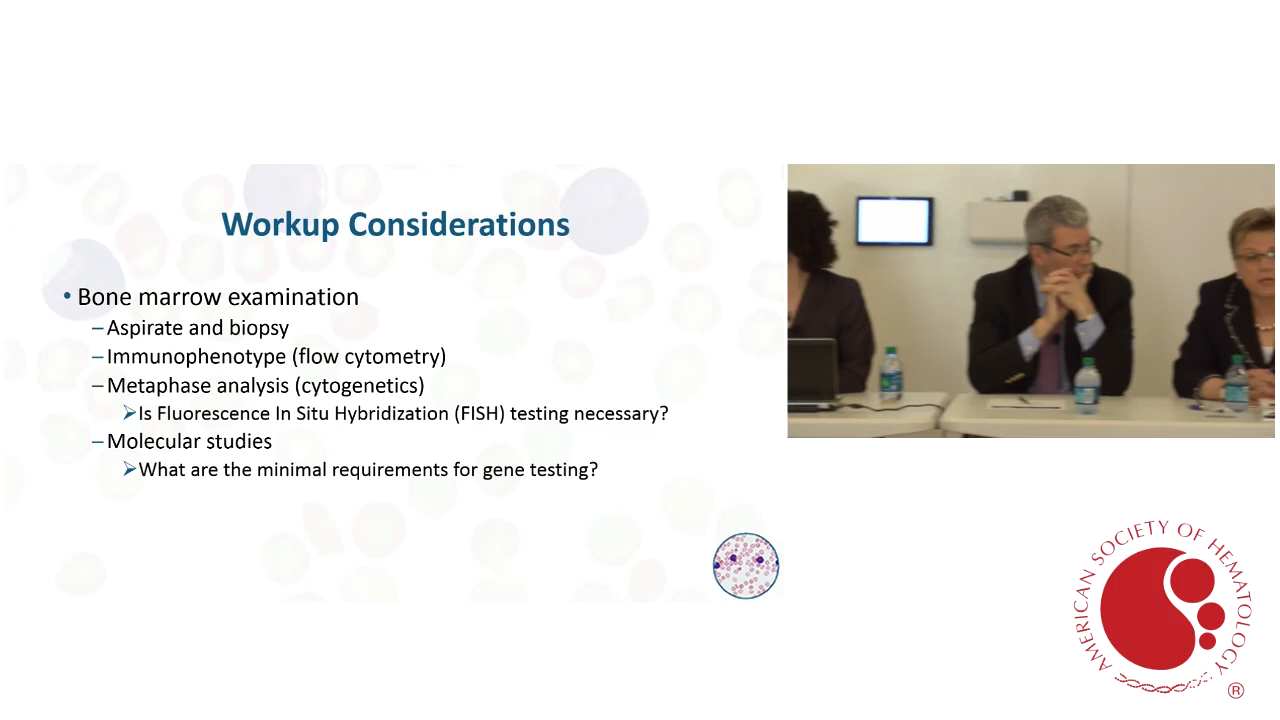 Workup Considerations
• Bone marrow examination
–Aspirate and biopsy
–Immunophenotype (flow cytometry)
–Metaphase analysis (cytogenetics)
➢Is Fluorescence In Situ Hybridization (FISH) testing necessary?
–Molecular studies
➢What are the minimal requirements for gene testing?
AMERICAN SOCIETY OF HEMATOLOGY
®